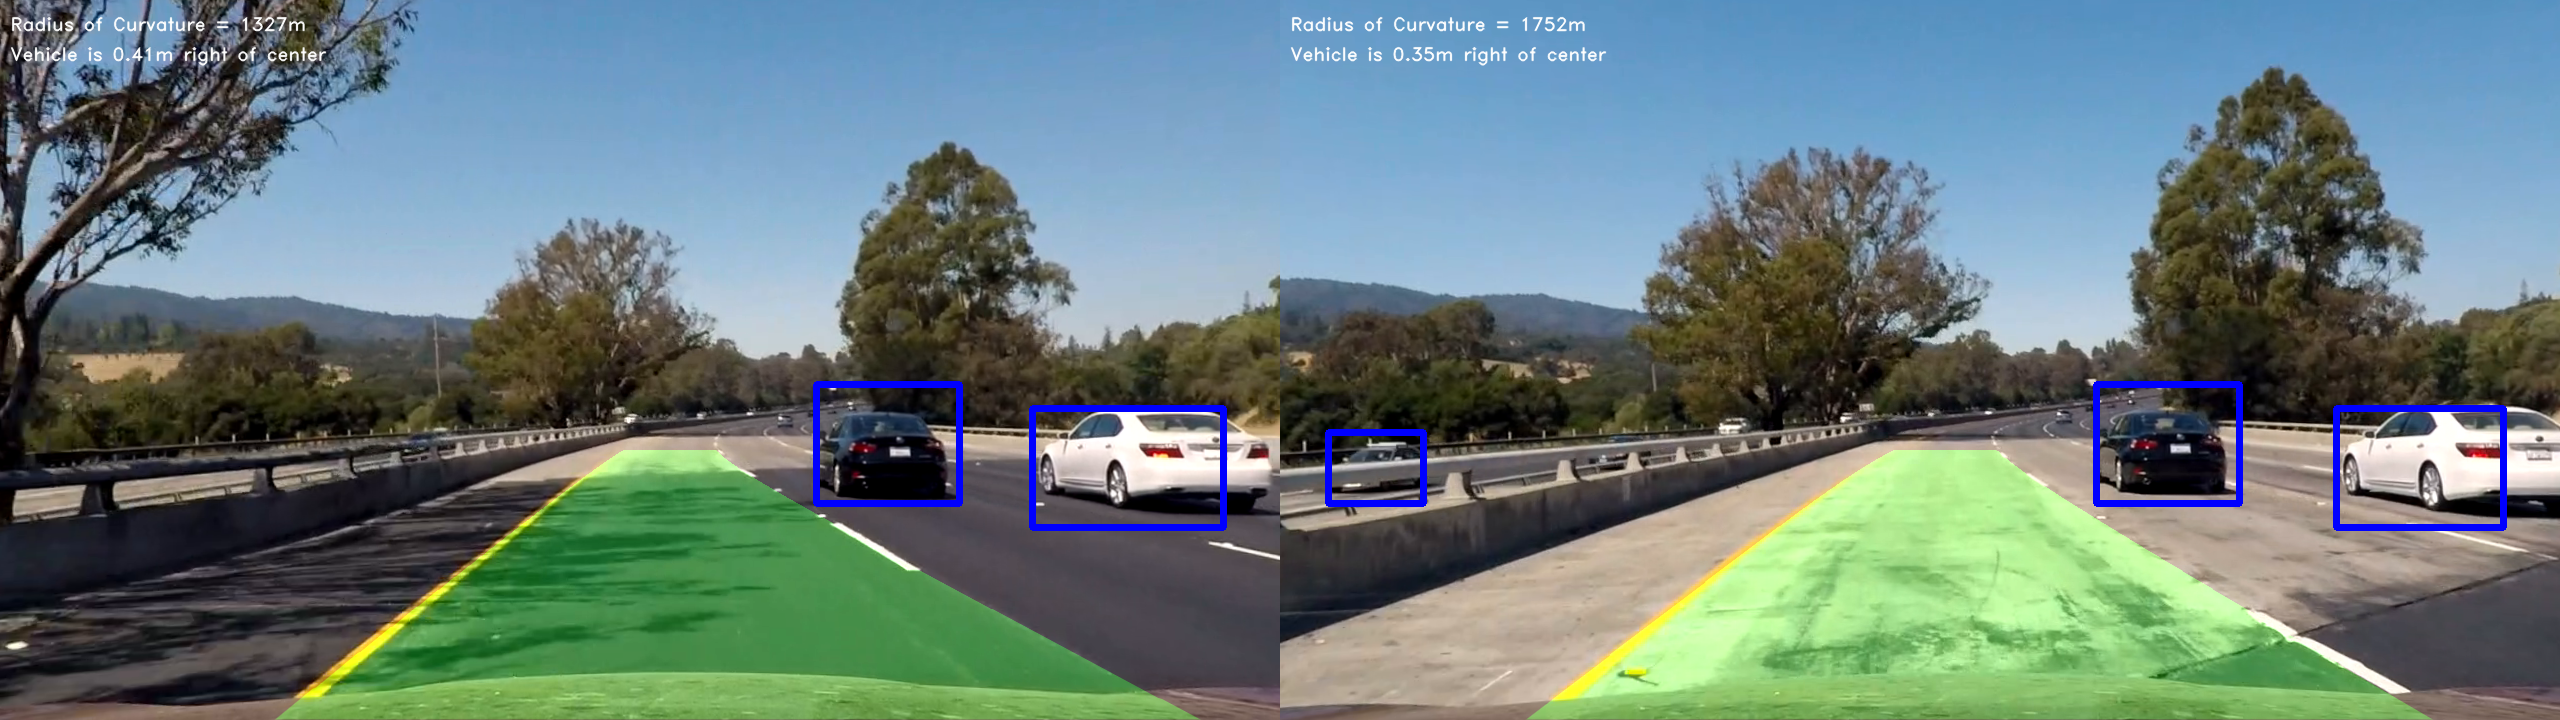 Radius of Curvature = 1327m
Vehicle is 0.41m right of center
Radius of Curvature = 1752m
Vehicle is 0.35m right of center